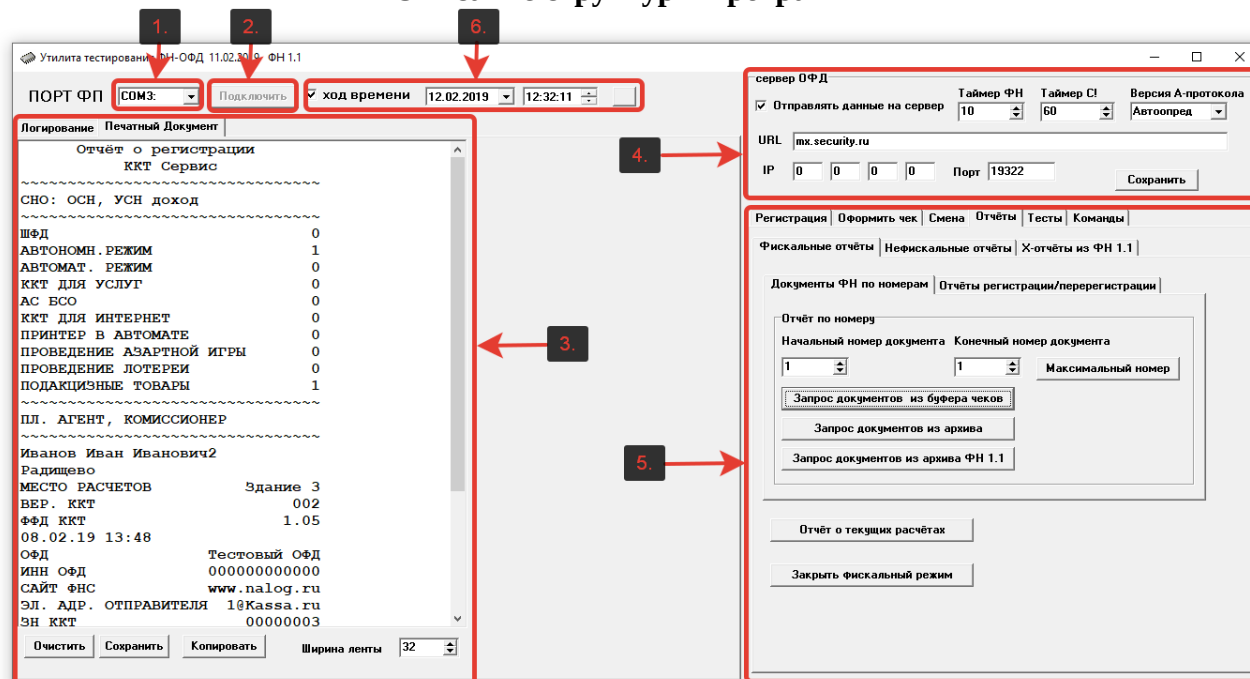 1.
2.
6.
Утилита тестирования ФН-ОФД 11.02.2019 ФН 1.1
ПОРТ ФП COM3: Подключить ход времени 12.02.2019 12:32:11
Логирование Печатный Документ
Отчёт о регистрации
ККТ Сервис
~~~~~~~~~~~~~~~~~~~~~~~~~~~~~~~~
СНО: ОСН, УСН доход
~~~~~~~~~~~~~~~~~~~~~~~~~~~~~~~~
ШФД 0
АВТОНОМН.РЕЖИМ 1
АВТОМАТ. РЕЖИМ 0
ККТ ДЛЯ УСЛУГ 0
АС БСО 0
ККТ ДЛЯ ИНТЕРНЕТ 0
ПРИНТЕР В АВТОМАТЕ 0
ПРОВЕДЕНИЕ АЗАРТНОЙ ИГРЫ 0
ПРОВЕДЕНИЕ ЛОТЕРЕИ 0
ПОДАКЦИЗНЫЕ ТОВАРЫ 1
~~~~~~~~~~~~~~~~~~~~~~~~~~~~~~~~
ПЛ. АГЕНТ, КОМИССИОНЕР
~~~~~~~~~~~~~~~~~~~~~~~~~~~~~~~~
Иванов Иван Иванович2
Радищево
МЕСТО РАСЧЕТОВ Здание 3
ВЕР. ККТ 002
ФФД ККТ 1.05
08.02.19 13:48
ОФД Тестовый ОФД
ИНН ОФД 000000000000
САЙТ ФНС www.nalog.ru
ЭЛ. АДР. ОТПРАВИТЕЛЯ 1@Kassa.ru
ЗН ККТ 00000003
Очистить Сохранить Копировать Ширина ленты 32
3.
4.
5.
сервер ОФД
Отправлять данные на сервер
Таймер ФН Таймер С! Версия А-протокола
10 60 Автоопред
URL mx.security.ru
IP 0 0 0 0 Порт 19322
Сохранить
Регистрация Оформить чек Смена Отчёты Тесты Команды
Фискальные отчёты Нефискальные отчёты Х-отчёты из ФН 1.1
Документы ФН по номерам Отчёты регистрации/перерегистрации
Отчёт по номеру
Начальный номер документа Конечный номер документа
1 1 Максимальный номер
Запрос документов из буфера чеков
Запрос документов из архива
Запрос документов из архива ФН 1.1
Отчёт о текущих расчётах
Закрыть фискальный режим